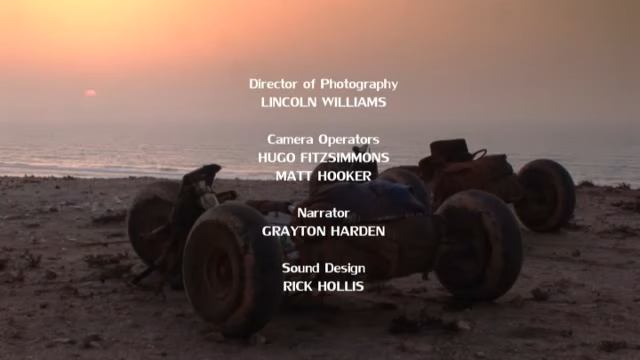 Director of Photography
LINCOLN WILLIAMS
Camera Operators
HUGO FITZSIMMONS
MATT HOOKER
Narrator
GRAYTON HARDEN
Sound Design
RICK HOLLIS